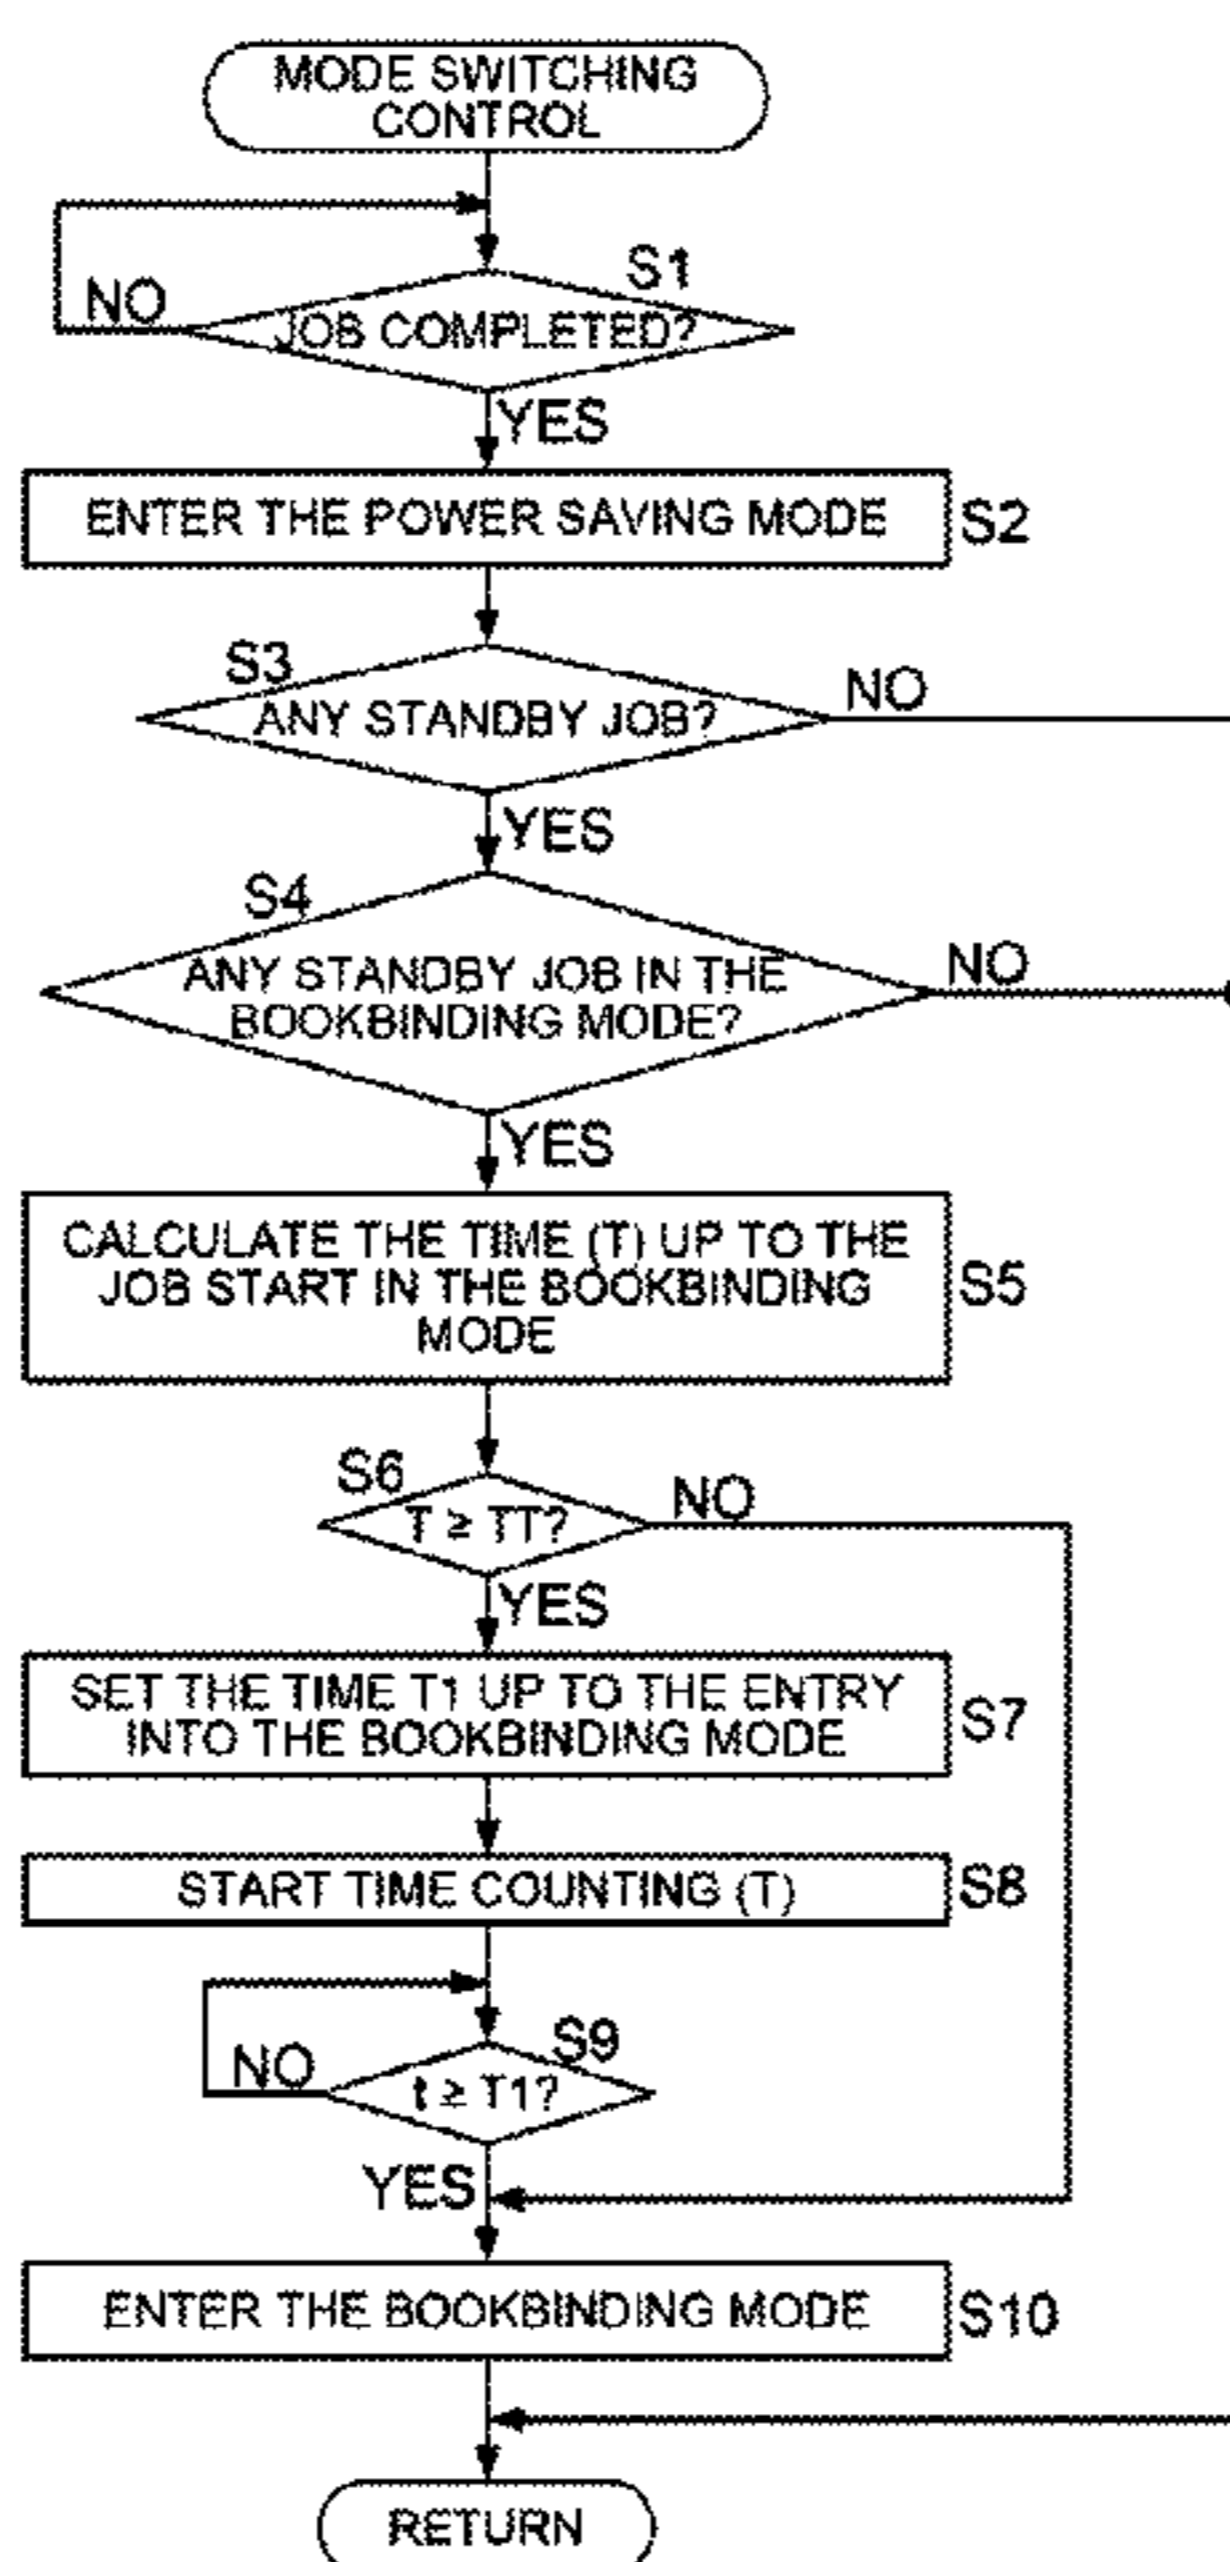 MODE SWITCHING
CONTROL
S1
NO
JOB COMPLETED?
YES
ENTER THE POWER SAVING MODE
S2
S3
NO
ANY STANDBY JOB?
YES
S4
NO
ANY STANDBY JOB IN THE
BOOKBINDING MODE?
YES
CALCULATE THE TIME (T) UP TO THE
JOB START IN THE BOOKBINDING
MODE
S5
S6
NO
T ≥ TT?
YES
SET THE TIME T1 UP TO THE ENTRY
INTO THE BOOKBINDING MODE
S7
START TIME COUNTING (T)
S8
S9
NO
t ≥ T1?
YES
ENTER THE BOOKBINDING MODE
S10
RETURN